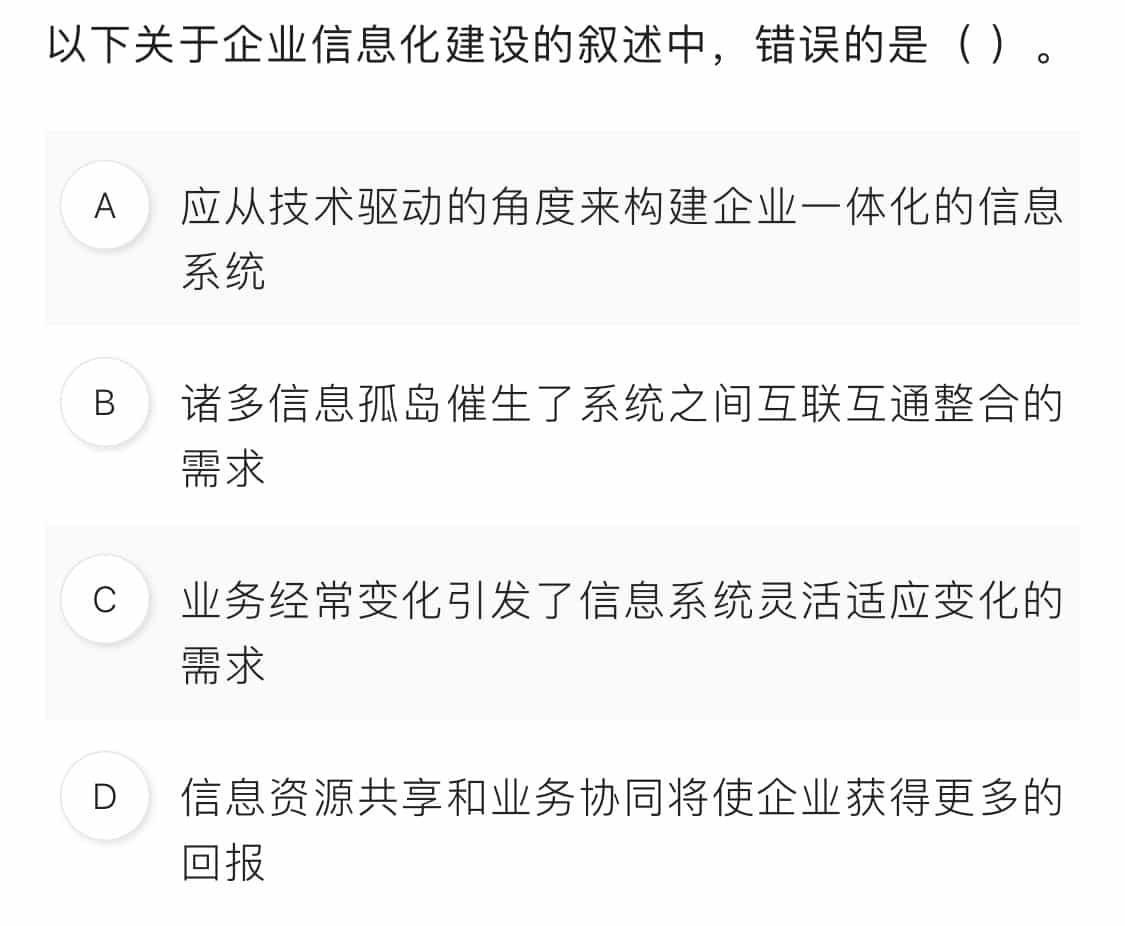 以下关于企业信息化建设的叙述中，错误的是（ ）。
A 应从技术驱动的角度来构建企业一体化的信息
系统
B 诸多信息孤岛催生了系统之间互联互通整合的
需求
C 业务经常变化引发了信息系统灵活适应变化的
需求
D 信息资源共享和业务协同将使企业获得更多的
回报